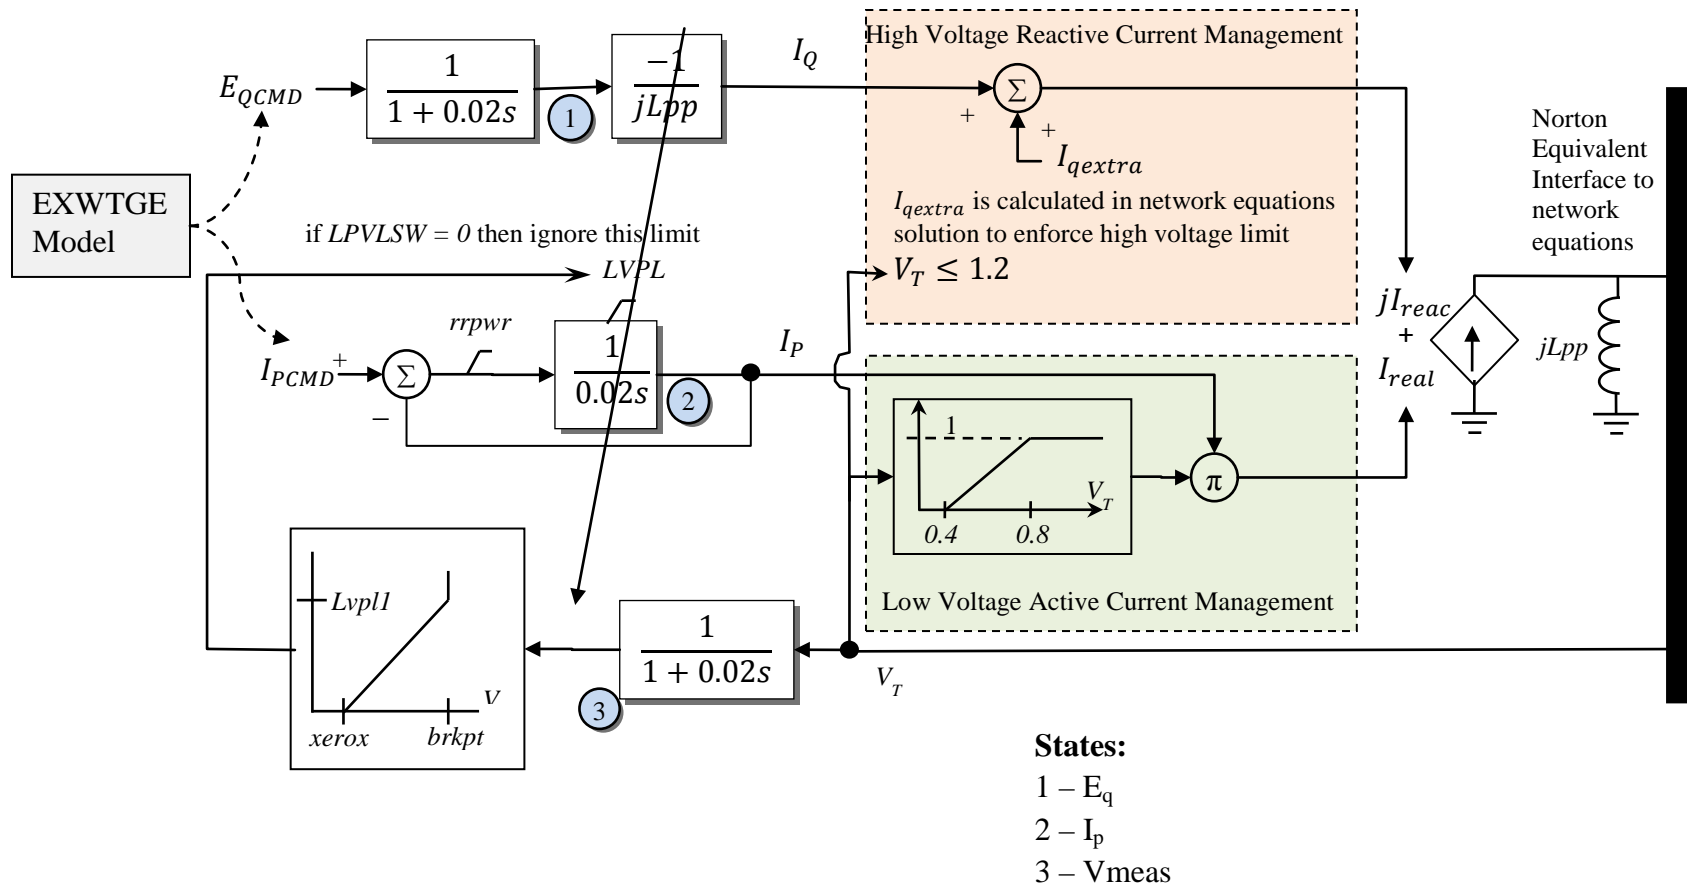 High Voltage Reactive Current Management
E_QCMD
1
1 + 0.02s
1
−1
jLpp
I_Q
Σ
+
+
I_qextra
I_qextra is calculated in network equations
solution to enforce high voltage limit
V_T ≤ 1.2
Norton
Equivalent
Interface to
network
equations
EXWTGE
Model
if LPVLSW = 0 then ignore this limit
LVPL
rrpwr
I_PCMD
+
Σ
−
1
0.02s
2
I_P
jI_reac
+
I_real
jLpp
1
V_T
0.4
0.8
π
Low Voltage Active Current Management
Lvpl1
V
xerox
brkpt
1
1 + 0.02s
3
V_T
States:
1 – E_q
2 – I_p
3 – Vmeas